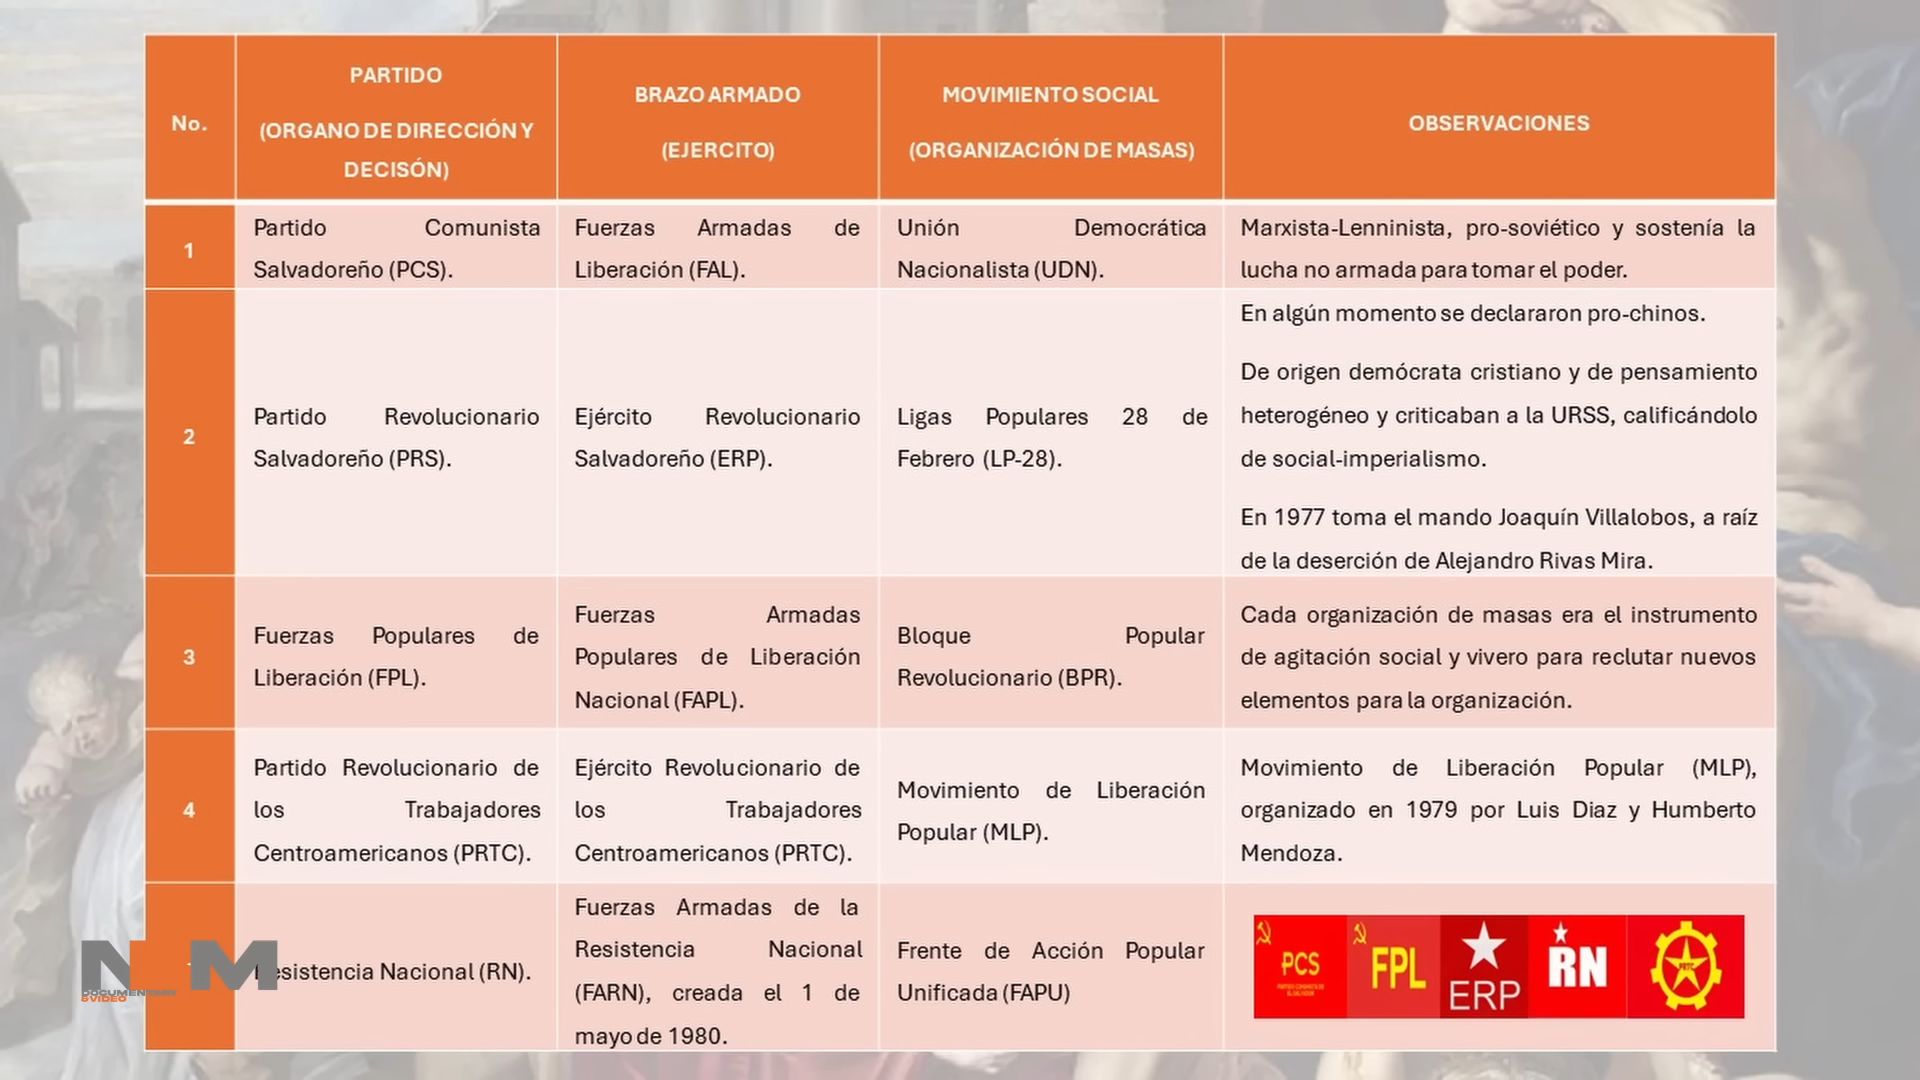 No.
PARTIDO
(ORGANO DE DIRECCIÓN Y
DECISÓN)
BRAZO ARMADO
(EJERCITO)
MOVIMIENTO SOCIAL
(ORGANIZACIÓN DE MASAS)
OBSERVACIONES
1
Partido Comunista
Salvadoreño (PCS).
Fuerzas Armadas de
Liberación (FAL).
Unión Democrática
Nacionalista (UDN).
Marxista-Lenninista, pro-soviético y sostenía la
lucha no armada para tomar el poder.
2
Partido Revolucionario
Salvadoreño (PRS).
Ejército Revolucionario
Salvadoreño (ERP).
Ligas Populares 28 de
Febrero (LP-28).
En algún momento se declararon pro-chinos.
De origen demócrata cristiano y de pensamiento
heterogéneo y criticaban a la URSS, calificándolo
de social-imperialismo.
En 1977 toma el mando Joaquín Villalobos, a raíz
de la deserción de Alejandro Rivas Mira.
3
Fuerzas Populares de
Liberación (FPL).
Fuerzas Armadas
Populares de Liberación
Nacional (FAPL).
Bloque Popular
Revolucionario (BPR).
Cada organización de masas era el instrumento
de agitación social y vivero para reclutar nuevos
elementos para la organización.
4
Partido Revolucionario de
los Trabajadores
Centroamericanos (PRTC).
Ejército Revolucionario de
los Trabajadores
Centroamericanos (PRTC).
Movimiento de Liberación
Popular (MLP).
Movimiento de Liberación Popular (MLP),
organizado en 1979 por Luis Diaz y Humberto
Mendoza.
Resistencia Nacional (RN).
Fuerzas Armadas de la
Resistencia Nacional
(FARN), creada el 1 de
mayo de 1980.
Frente de Acción Popular
Unificada (FAPU)
PCS
FPL
ERP
RN
PRTC
N M
&VIDEO